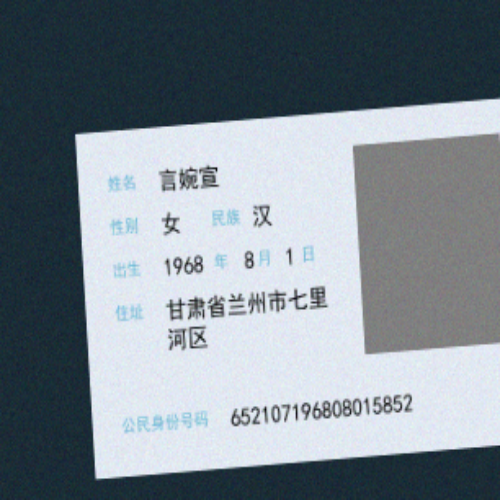 姓名 言婉宣
性别 女 民族 汉
出生 1968 年 8 月 1 日
住址 甘肃省兰州市七里
河区
公民身份号码 652107196808015852